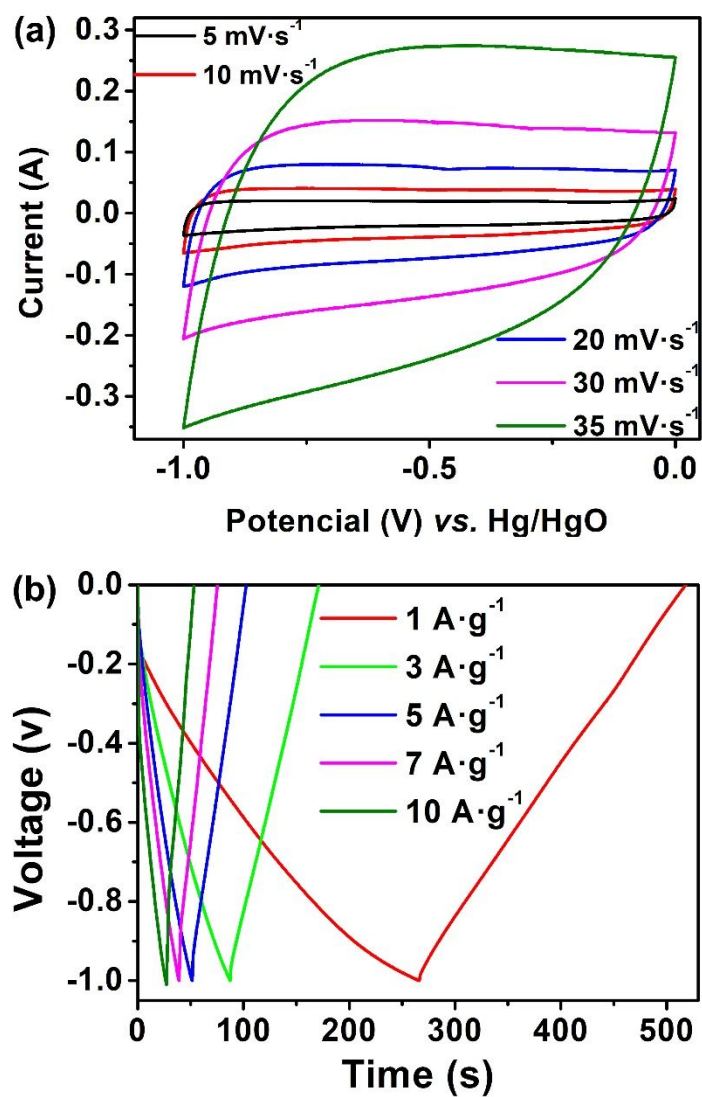 (a)
5 mV·s⁻¹
10 mV·s⁻¹
0.3
0.2
0.1
0.0
-0.1
-0.2
-0.3
Current (A)
20 mV·s⁻¹
30 mV·s⁻¹
35 mV·s⁻¹
-1.0 -0.5 0.0
Potencial (V) vs. Hg/HgO
(b)
0.0
-0.2
-0.4
-0.6
-0.8
-1.0
Voltage (v)
1 A·g⁻¹
3 A·g⁻¹
5 A·g⁻¹
7 A·g⁻¹
10 A·g⁻¹
0 100 200 300 400 500
Time (s)